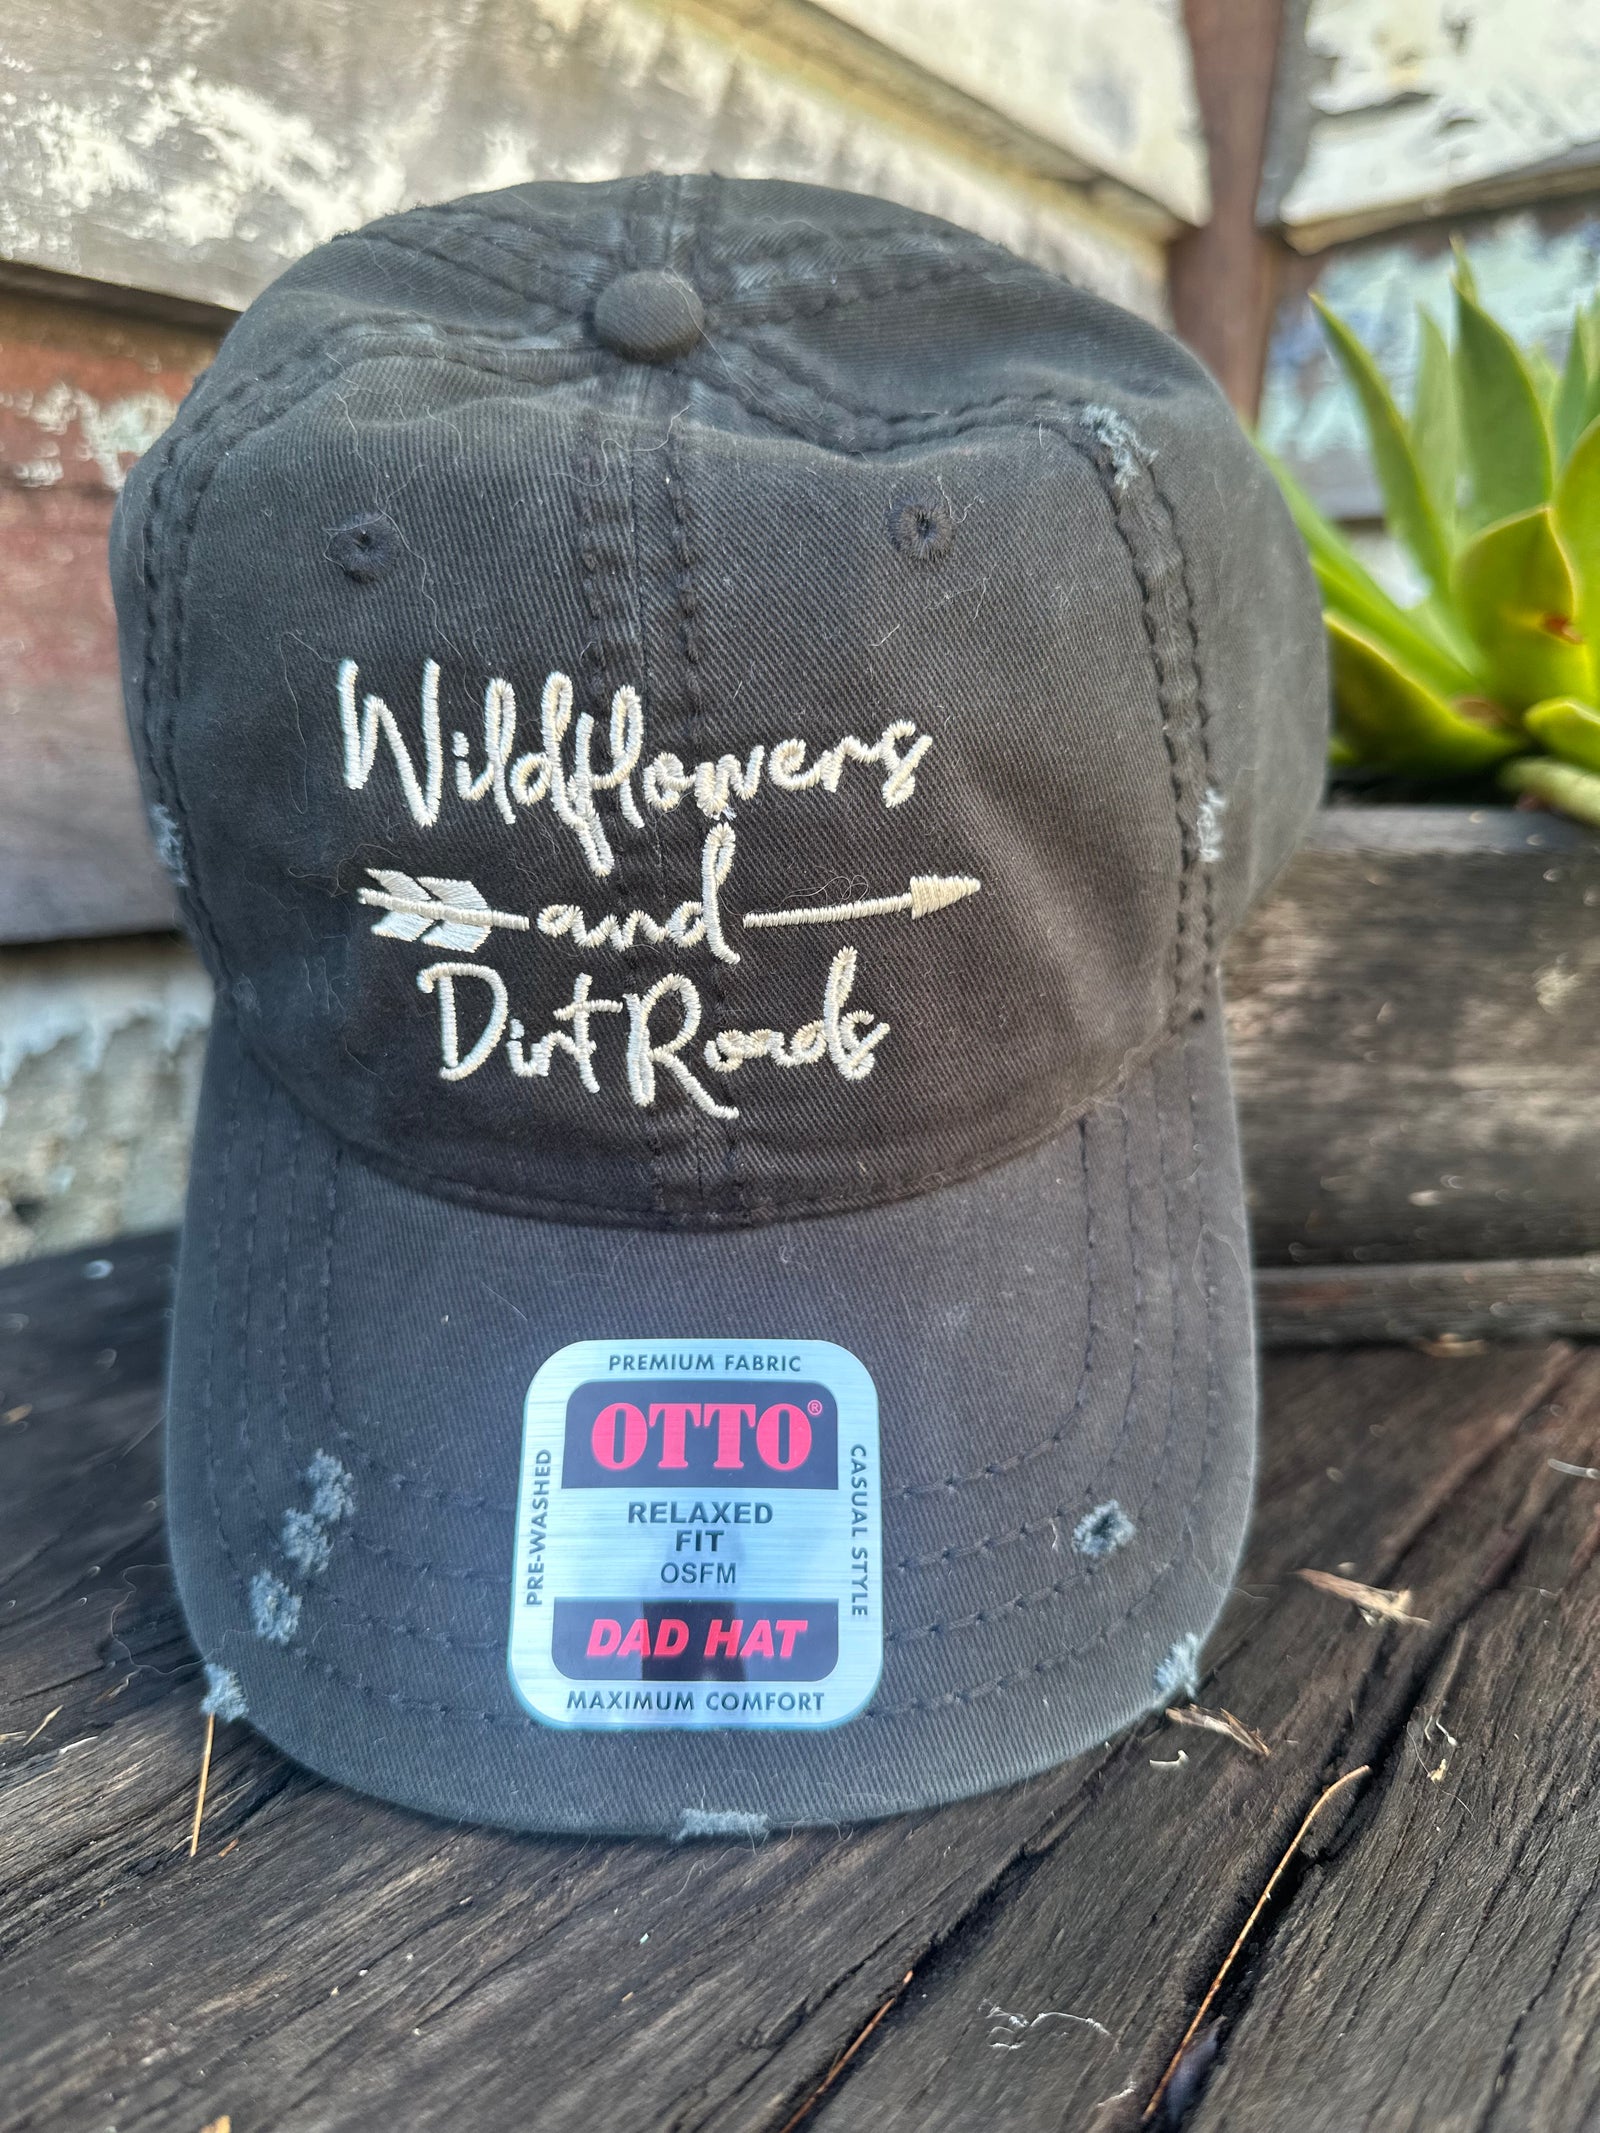 Wildflowers
and
Dirt Roads
PREMIUM FABRIC
OTTO®
PRE-WASHED
CASUAL STYLE
RELAXED
FIT
OSFM
DAD HAT
MAXIMUM COMFORT